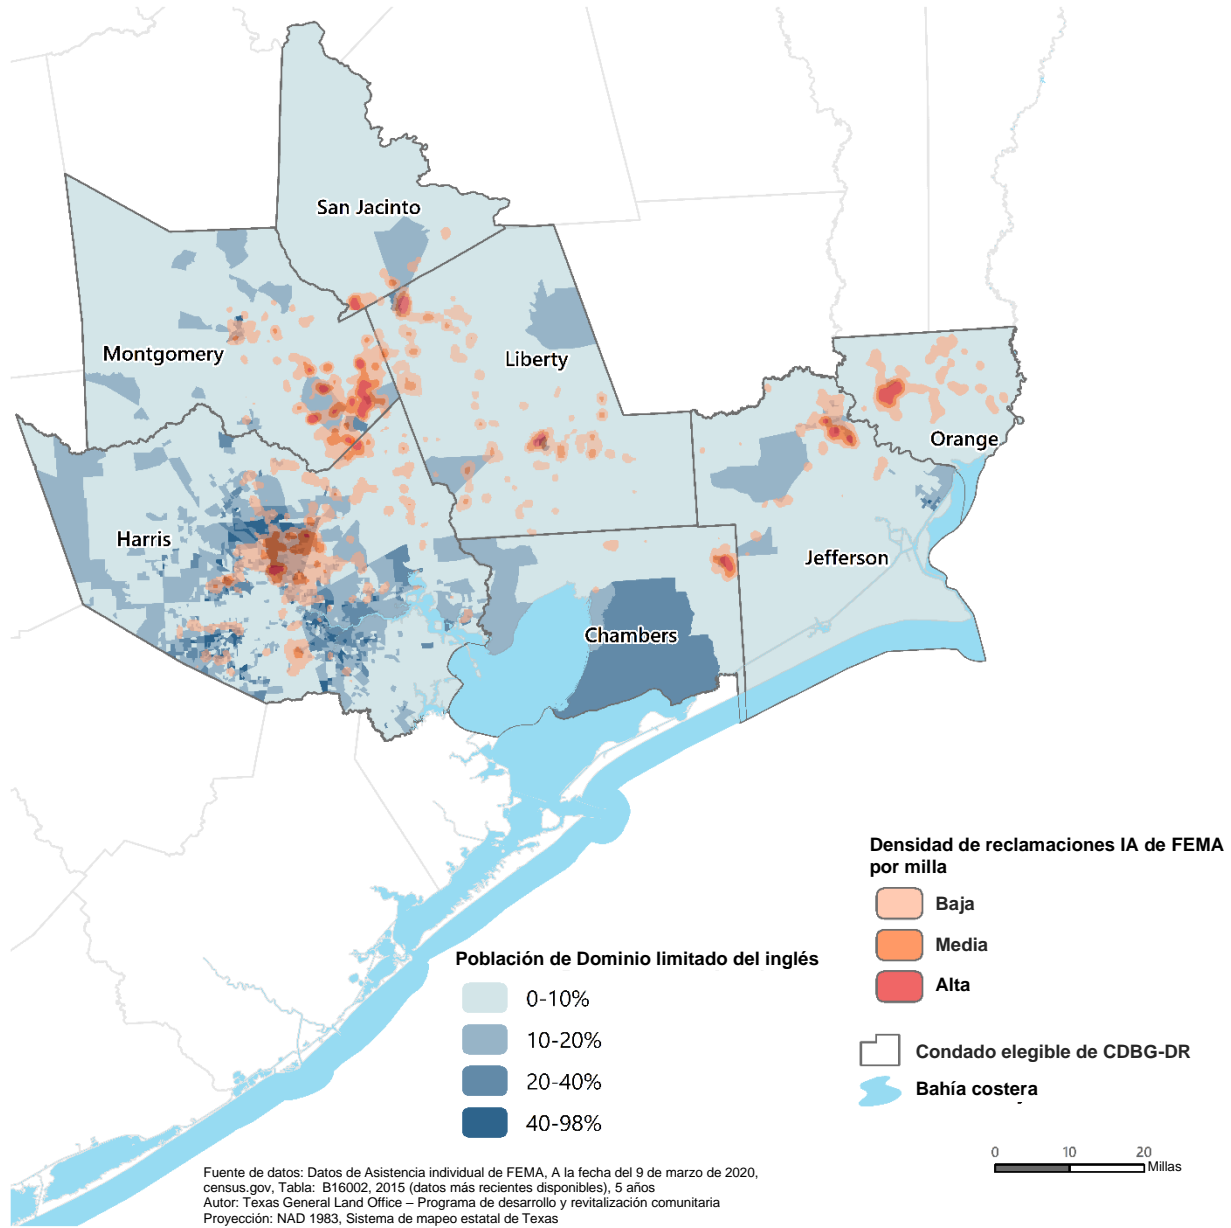 San Jacinto
Montgomery
Liberty
Orange
Harris
Jefferson
Chambers
Densidad de reclamaciones IA de FEMA
por milla
Baja
Media
Alta
Población de Dominio limitado del inglés
0-10%
10-20%
20-40%
40-98%
Condado elegible de CDBG-DR
Bahía costera
0 10 20
Millas
Fuente de datos: Datos de Asistencia individual de FEMA, A la fecha del 9 de marzo de 2020,
census.gov, Tabla: B16002, 2015 (datos más recientes disponibles), 5 años
Autor: Texas General Land Office – Programa de desarrollo y revitalización comunitaria
Proyección: NAD 1983, Sistema de mapeo estatal de Texas